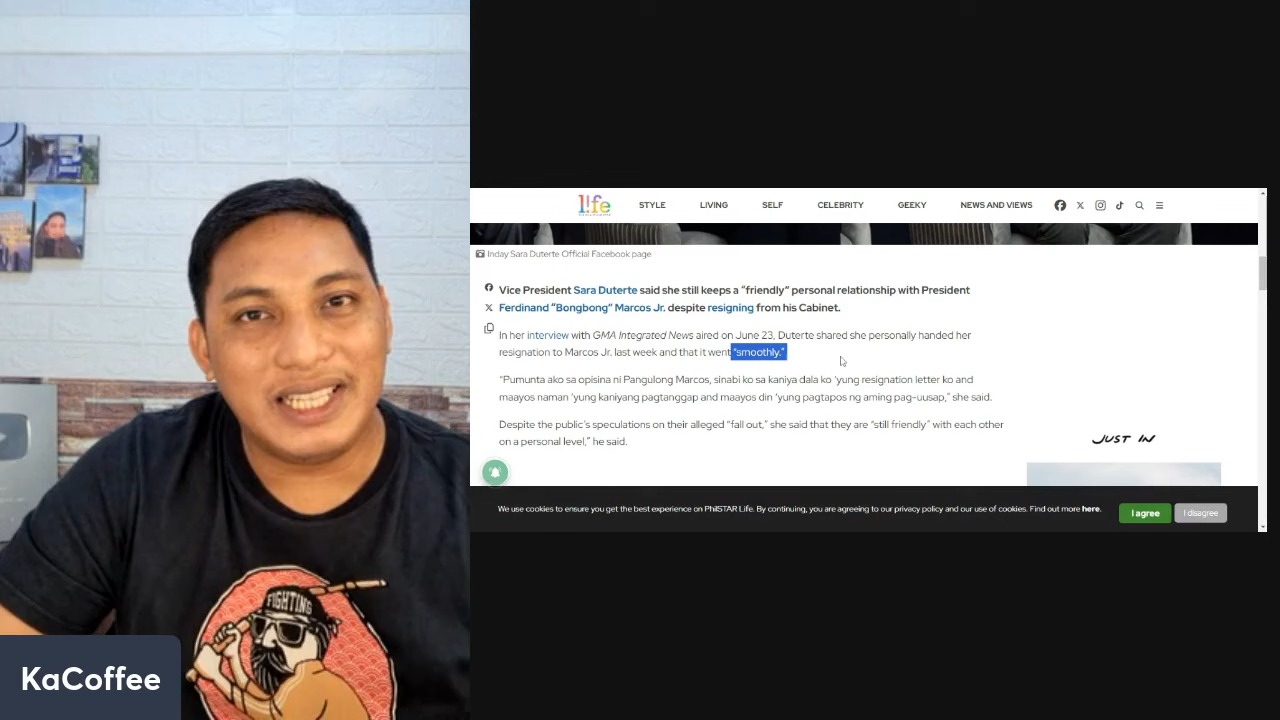 l!fe
STYLE LIVING SELF CELEBRITY GEEKY NEWS AND VIEWS
Inday Sara Duterte Official Facebook page
Vice President Sara Duterte said she still keeps a “friendly” personal relationship with President
Ferdinand “Bongbong” Marcos Jr. despite resigning from his Cabinet.
In her interview with GMA Integrated News aired on June 23, Duterte shared she personally handed her
resignation to Marcos Jr. last week and that it went “smoothly.”
“Pumunta ako sa opisina ni Pangulong Marcos, sinabi ko sa kaniya dala ko ‘yung resignation letter ko and
maayos naman ‘yung kaniyang pagtanggap and maayos din ‘yung pagtapos ng aming pag-uusap,” she said.
Despite the public’s speculations on their alleged “fall out,” she said that they are “still friendly” with each other
on a personal level,” he said.
JUST IN
We use cookies to ensure you get the best experience on PhilSTAR Life. By continuing, you are agreeing to our privacy policy and our use of cookies. Find out more here.
I agree
I disagree
FIGHTING
KaCoffee